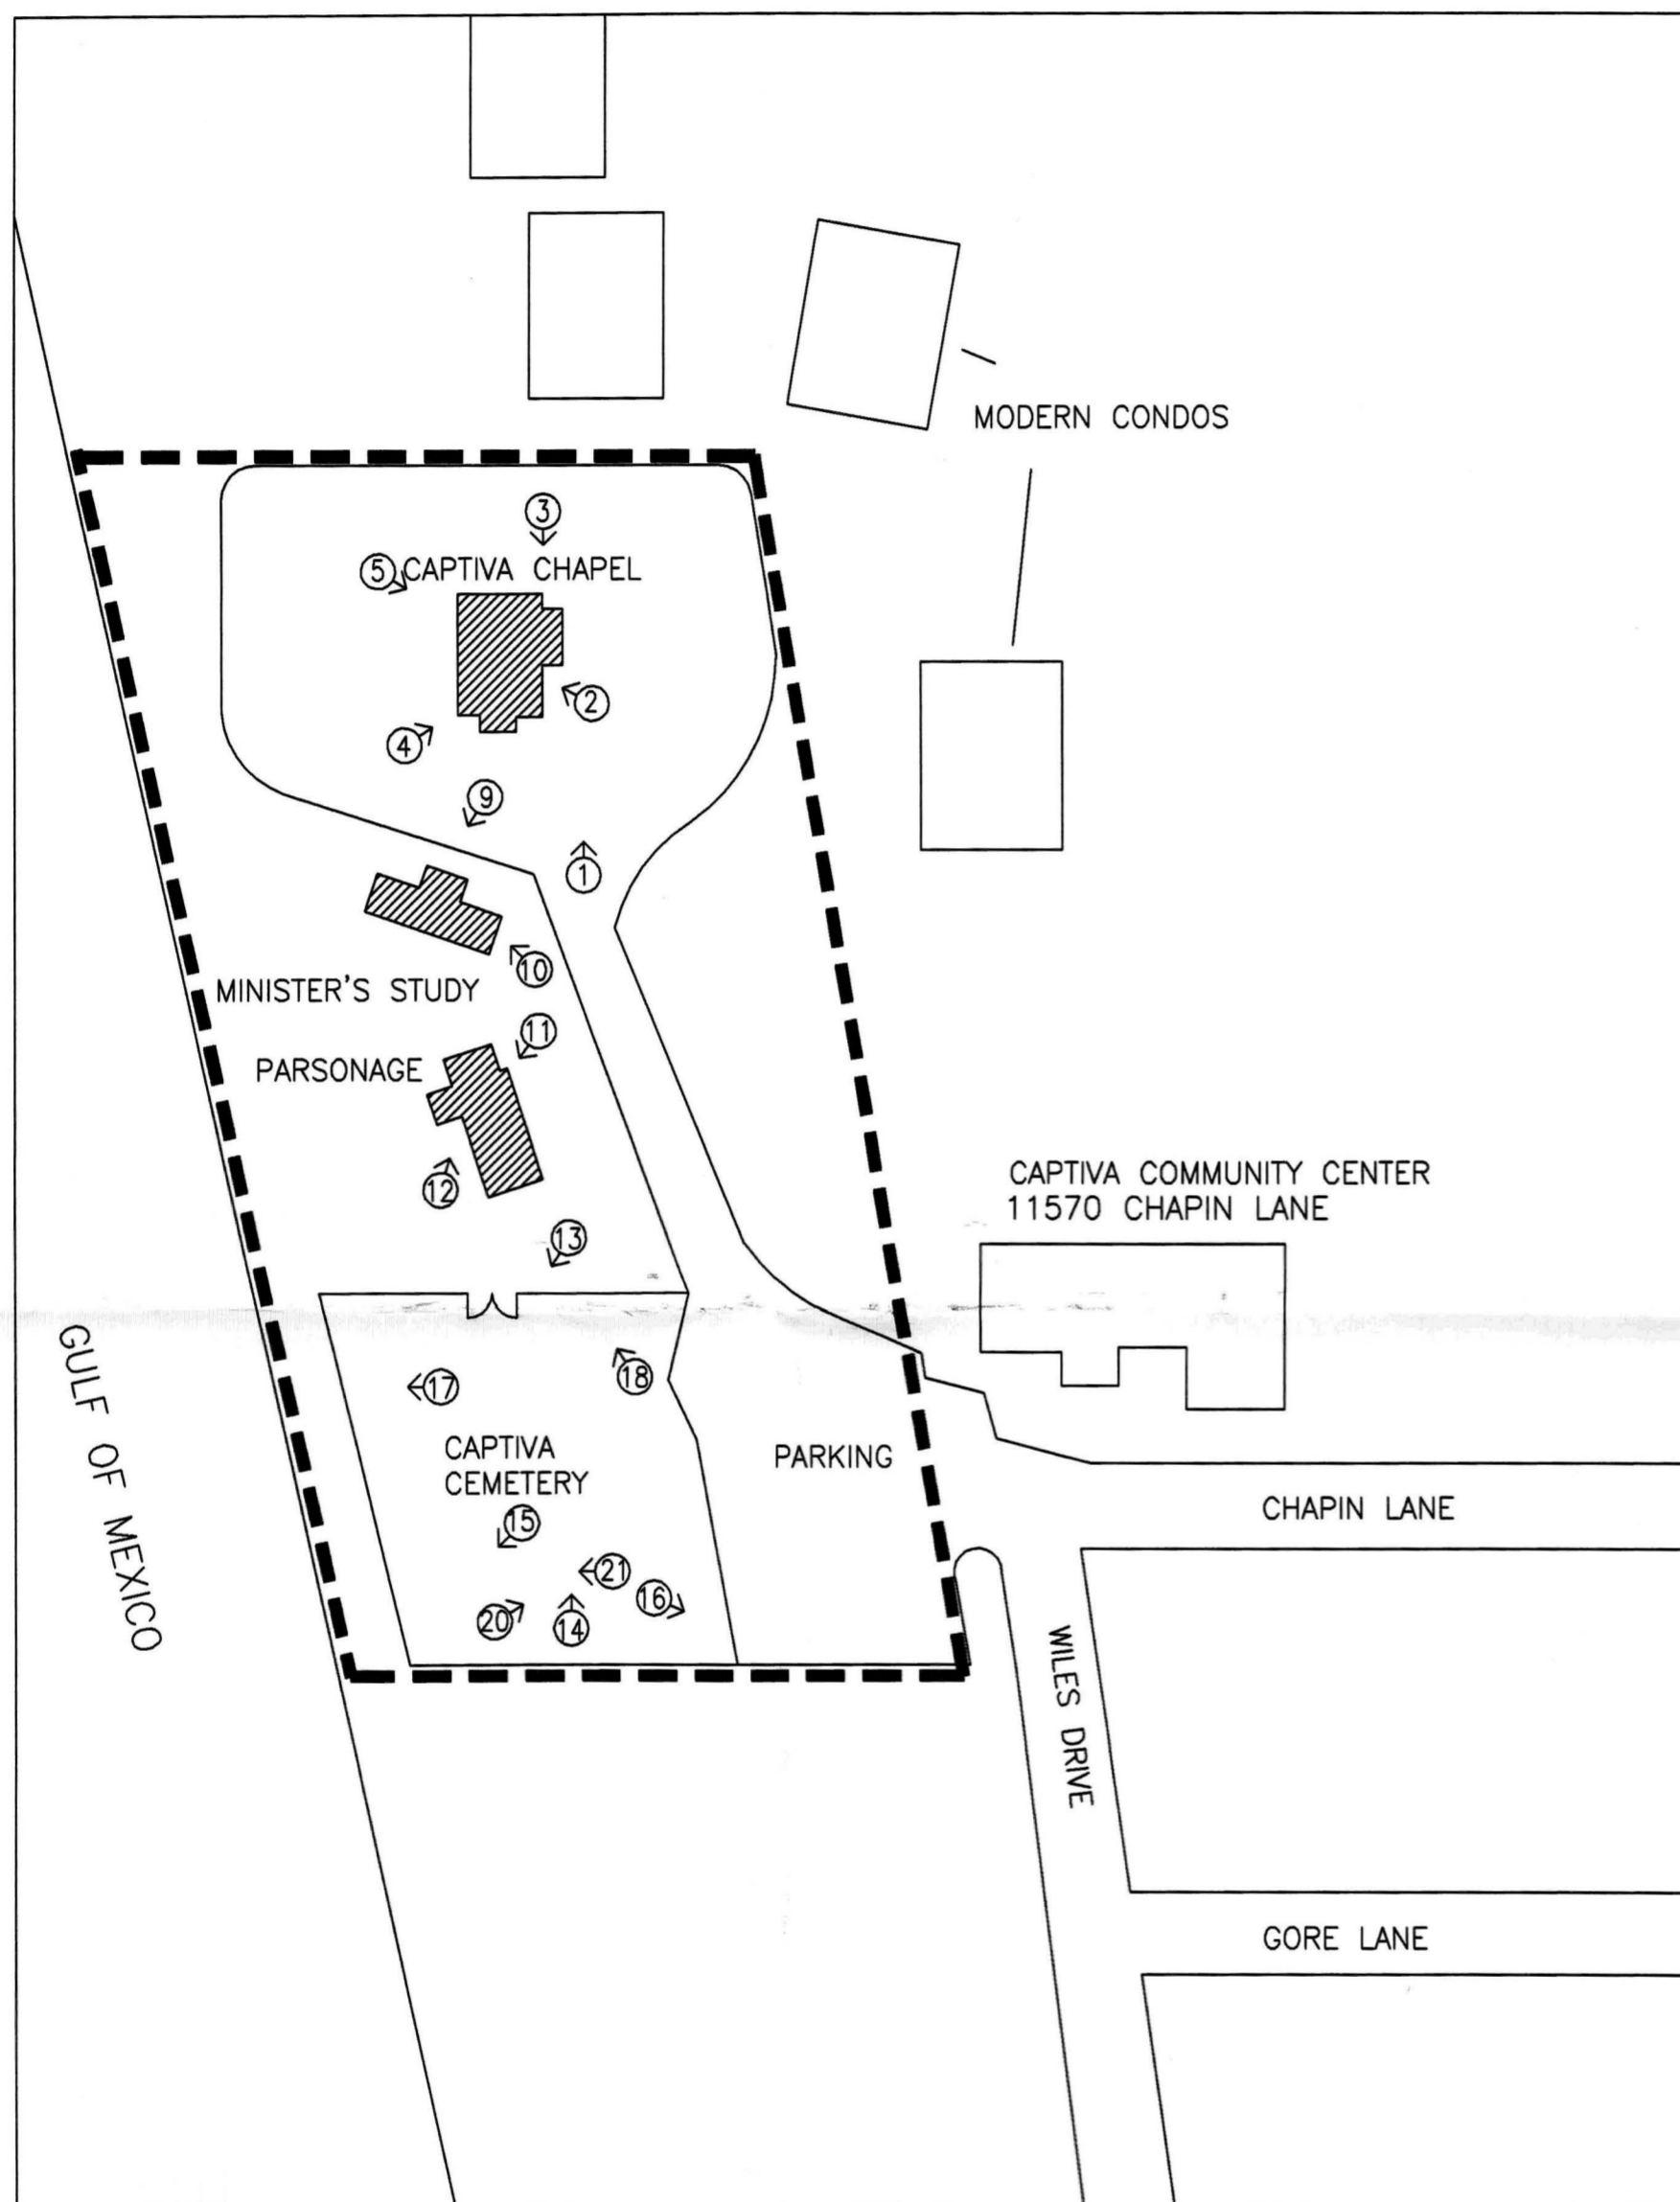 MODERN CONDOS
3
5
CAPTIVA CHAPEL
2
4
9
1
10
MINISTER'S STUDY
11
PARSONAGE
12
13
CAPTIVA COMMUNITY CENTER
11570 CHAPIN LANE
GULF OF MEXICO
18
17
CAPTIVA
CEMETERY
PARKING
15
CHAPIN LANE
21
16
20
14
WILES DRIVE
GORE LANE